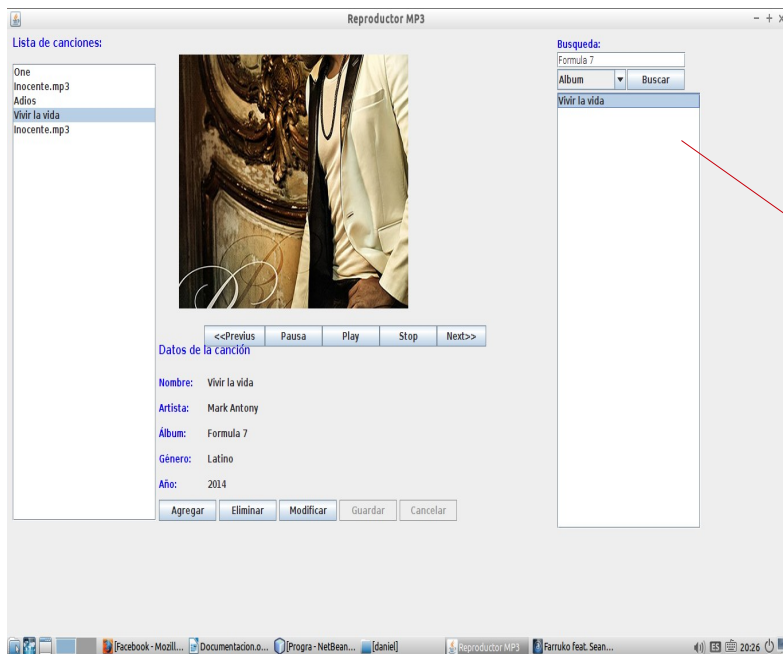 Reproductor MP3
Lista de canciones:
One
Inocente.mp3
Adios
Vivir la vida
Inocente.mp3
<<Previus Pausa Play Stop Next>>
Datos de la canción
Nombre: Vivir la vida
Artista: Mark Antony
Álbum: Formula 7
Género: Latino
Año: 2014
Agregar Eliminar Modificar Guardar Cancelar
Busqueda:
Formula 7
Album Buscar
Vivir la vida
[Facebook - Mozill... Documentacion.o... [Progra - NetBean... [daniel] Reproductor MP3 Farruko feat. Sean... ES 20:26